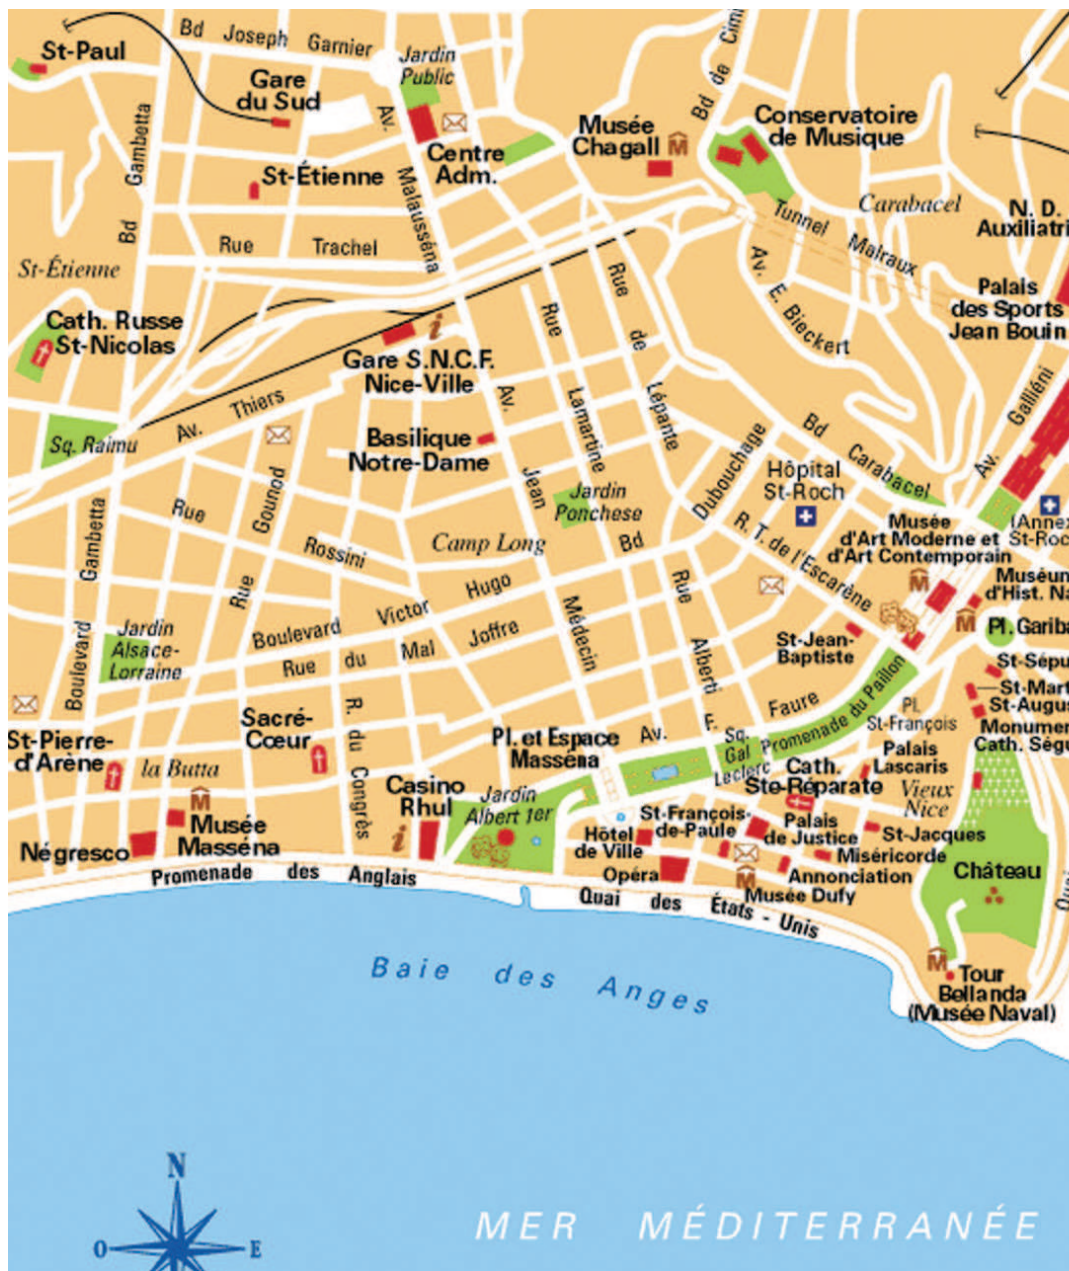 St-Paul
Bd Joseph Garnier
Jardin
Public
Gare
du Sud
Av. Malausséna
Centre
Adm.
Musée
Chagall
M
Bd de
Conservatoire
de Musique
Bd Gambetta
St-Étienne
Rue Trachel
St-Étienne
Carabacel
N. D.
Tunnel Malraux
Av. E. Bieckert
Palais
des Sports
Jean Bouin
Cath. Russe
St-Nicolas
i
Gare S.N.C.F.
Nice-Ville
Rue Lamartine
Rue de Lépante
Av. Galliéni
Av. Thiers
Sq. Raimu
Basilique
Notre-Dame
Av. Jean Médecin
Bd Carabacel
Dubouchage
Hôpital
St-Roch
Jardin
Ponchese
Rue Gounod
Rue Rossini
Camp Long
Bd
R. T. de l'Escarène
Musée
d'Art Moderne et
d'Art Contemporain
M
M
Boulevard Gambetta
Boulevard Victor Hugo
Rue du Mal Joffre
Rue Alberti
St-Jean-
Baptiste
Jardin
Alsace-
Lorraine
R. du Congrès
Av. F. Faure
Promenade du Paillon
Sq.
Gal
Leclerc
Pl.
St-François
St-Pierre-
d'Arène
la Butta
Sacré-
Cœur
Pl. et Espace
Masséna
Palais
Lascaris
Cath.
Ste-Réparate
Vieux
Nice
Casino
Rhul
i
Jardin
Albert 1er
M
Musée
Masséna
Négresco
Hôtel
de Ville
St-François-
de-Paule
Palais
de Justice
St-Jacques
Miséricorde
Annonciation
Opéra
M
Musée Dufy
Château
Promenade des Anglais
Quai des États-Unis
M
Tour
Bellanda
(Musée Naval)
Baie des Anges
N
O E
MER MÉDITERRANÉE